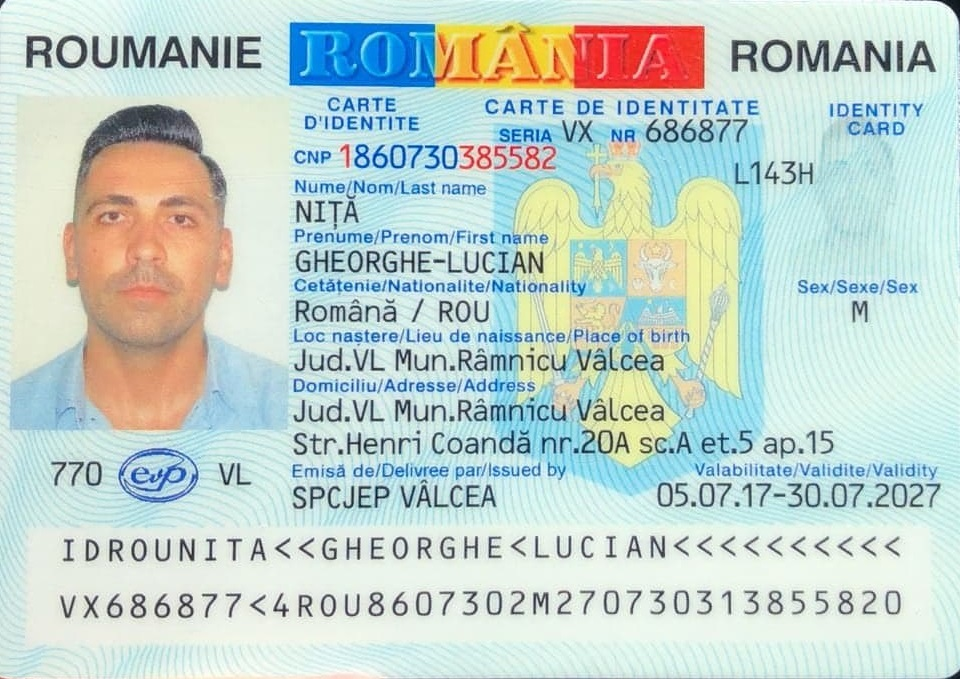 ROUMANIE ROMÂNIA ROMANIA
CARTE D'IDENTITE
CARTE DE IDENTITATE
IDENTITY CARD
SERIA VX NR 686877
CNP 1860730385582
L143H
Nume/Nom/Last name
NIȚĂ
Prenume/Prenom/First name
GHEORGHE-LUCIAN
Cetățenie/Nationalite/Nationality
Română / ROU
Sex/Sexe/Sex
M
Loc naștere/Lieu de naissance/Place of birth
Jud.VL Mun.Râmnicu Vâlcea
Domiciliu/Adresse/Address
Jud.VL Mun.Râmnicu Vâlcea
Str.Henri Coandă nr.20A sc.A et.5 ap.15
770 evp VL
Emisă de/Delivree par/Issued by
SPCJEP VÂLCEA
Valabilitate/Validite/Validity
05.07.17-30.07.2027
IDROUNITA<<GHEORGHE<LUCIAN<<<<<<<<<<
VX686877<4ROU8607302M270730313855820